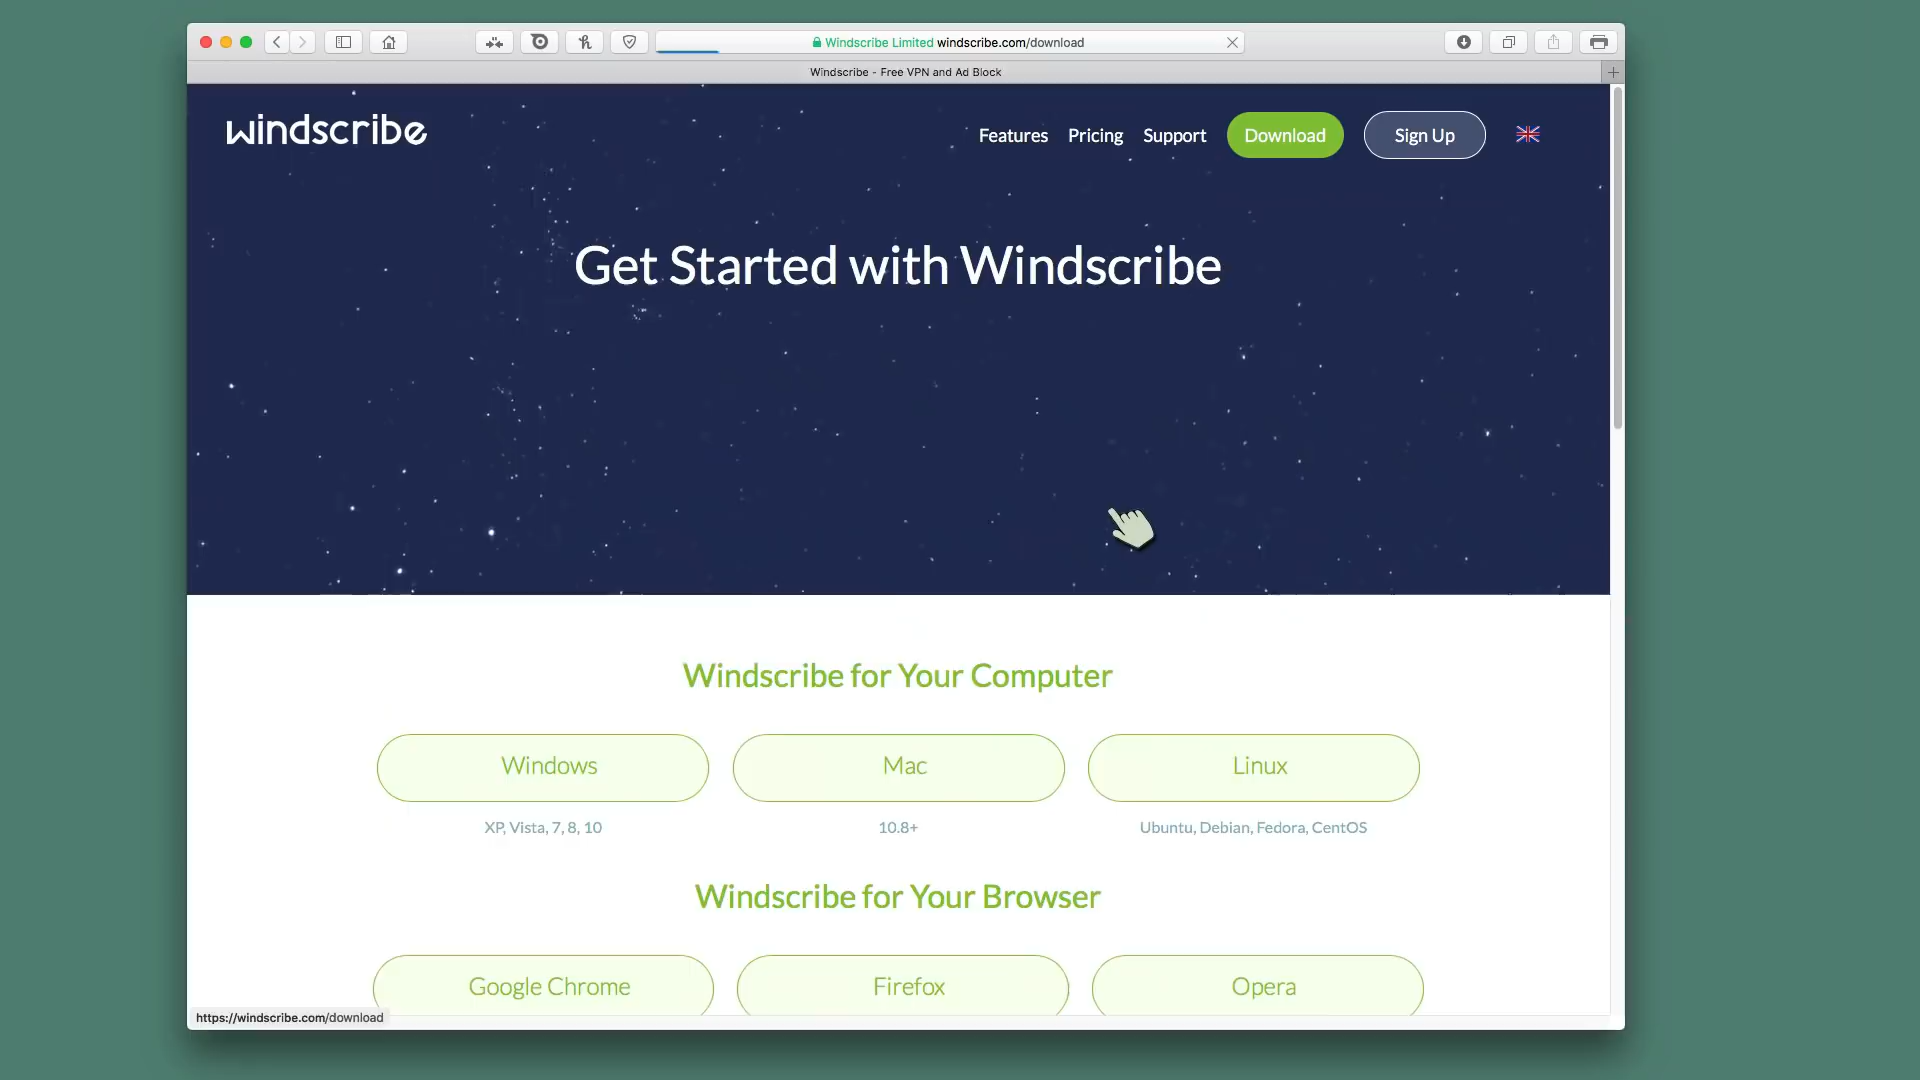 Windscribe Limited windscribe.com/download
Windscribe - Free VPN and Ad Block
windscribe
Features Pricing Support Download Sign Up
Get Started with Windscribe
Windscribe for Your Computer
Windows Mac Linux
XP, Vista, 7, 8, 10 10.8+ Ubuntu, Debian, Fedora, CentOS
Windscribe for Your Browser
Google Chrome Firefox Opera
https://windscribe.com/download